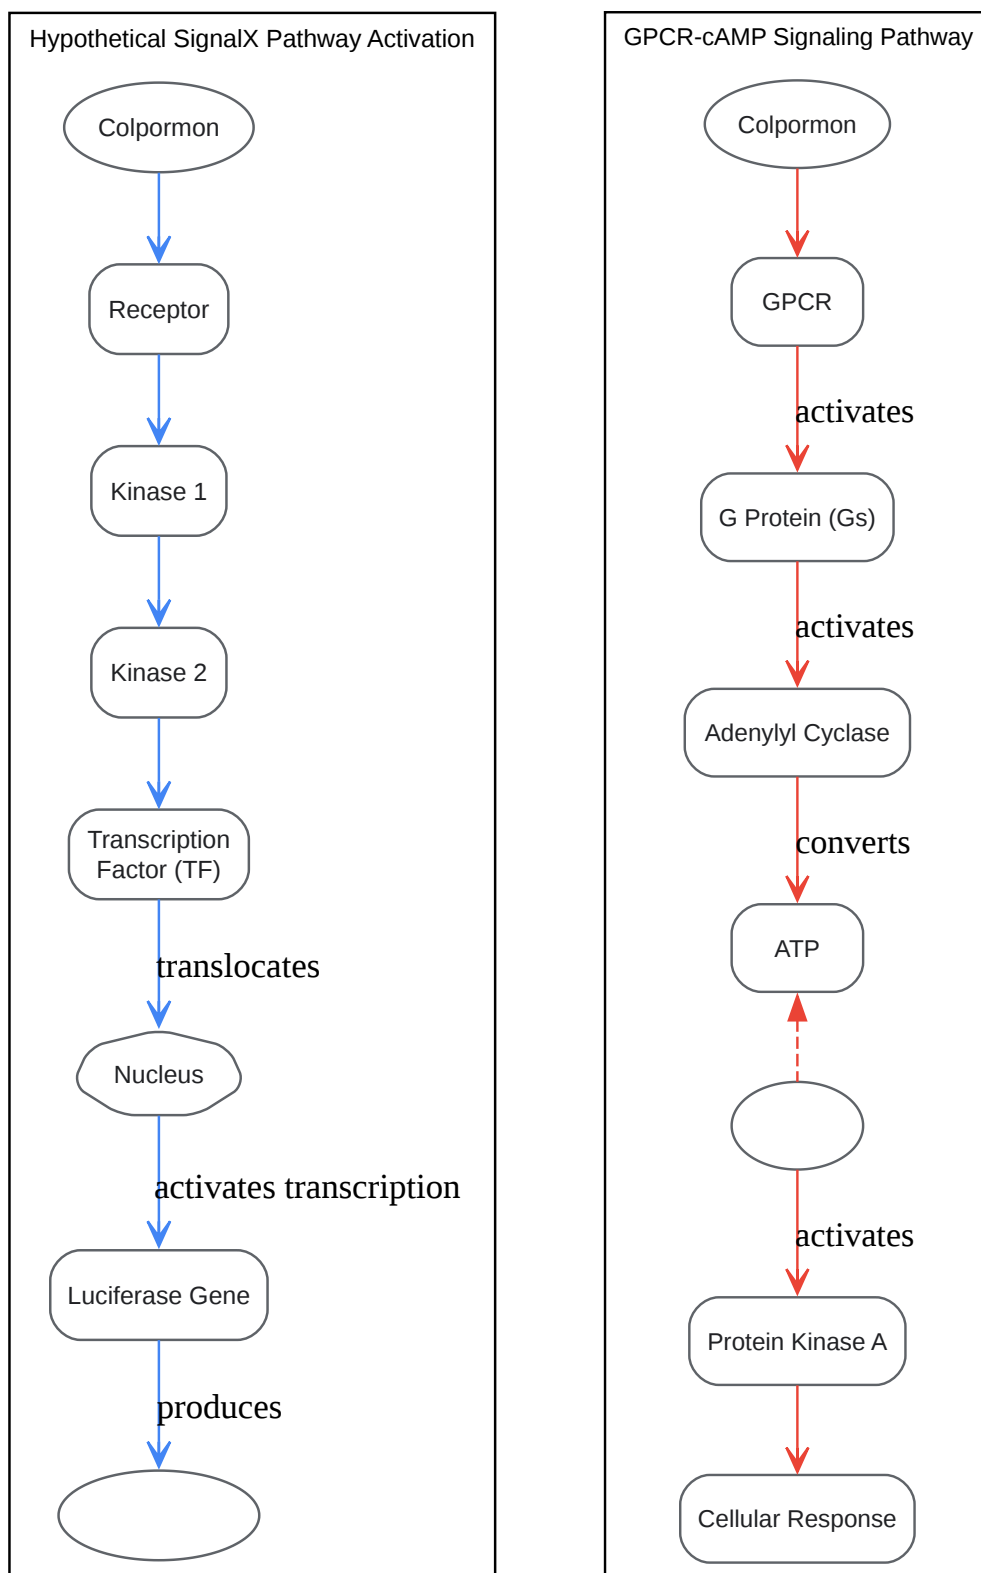 Hypothetical SignalX Pathway Activation
Colpormon
Receptor
Kinase 1
Kinase 2
Transcription
Factor (TF)
translocates
Nucleus
activates transcription
Luciferase Gene
produces
GPCR-cAMP Signaling Pathway
Colpormon
GPCR
activates
G Protein (Gs)
activates
Adenylyl Cyclase
converts
ATP
activates
Protein Kinase A
Cellular Response